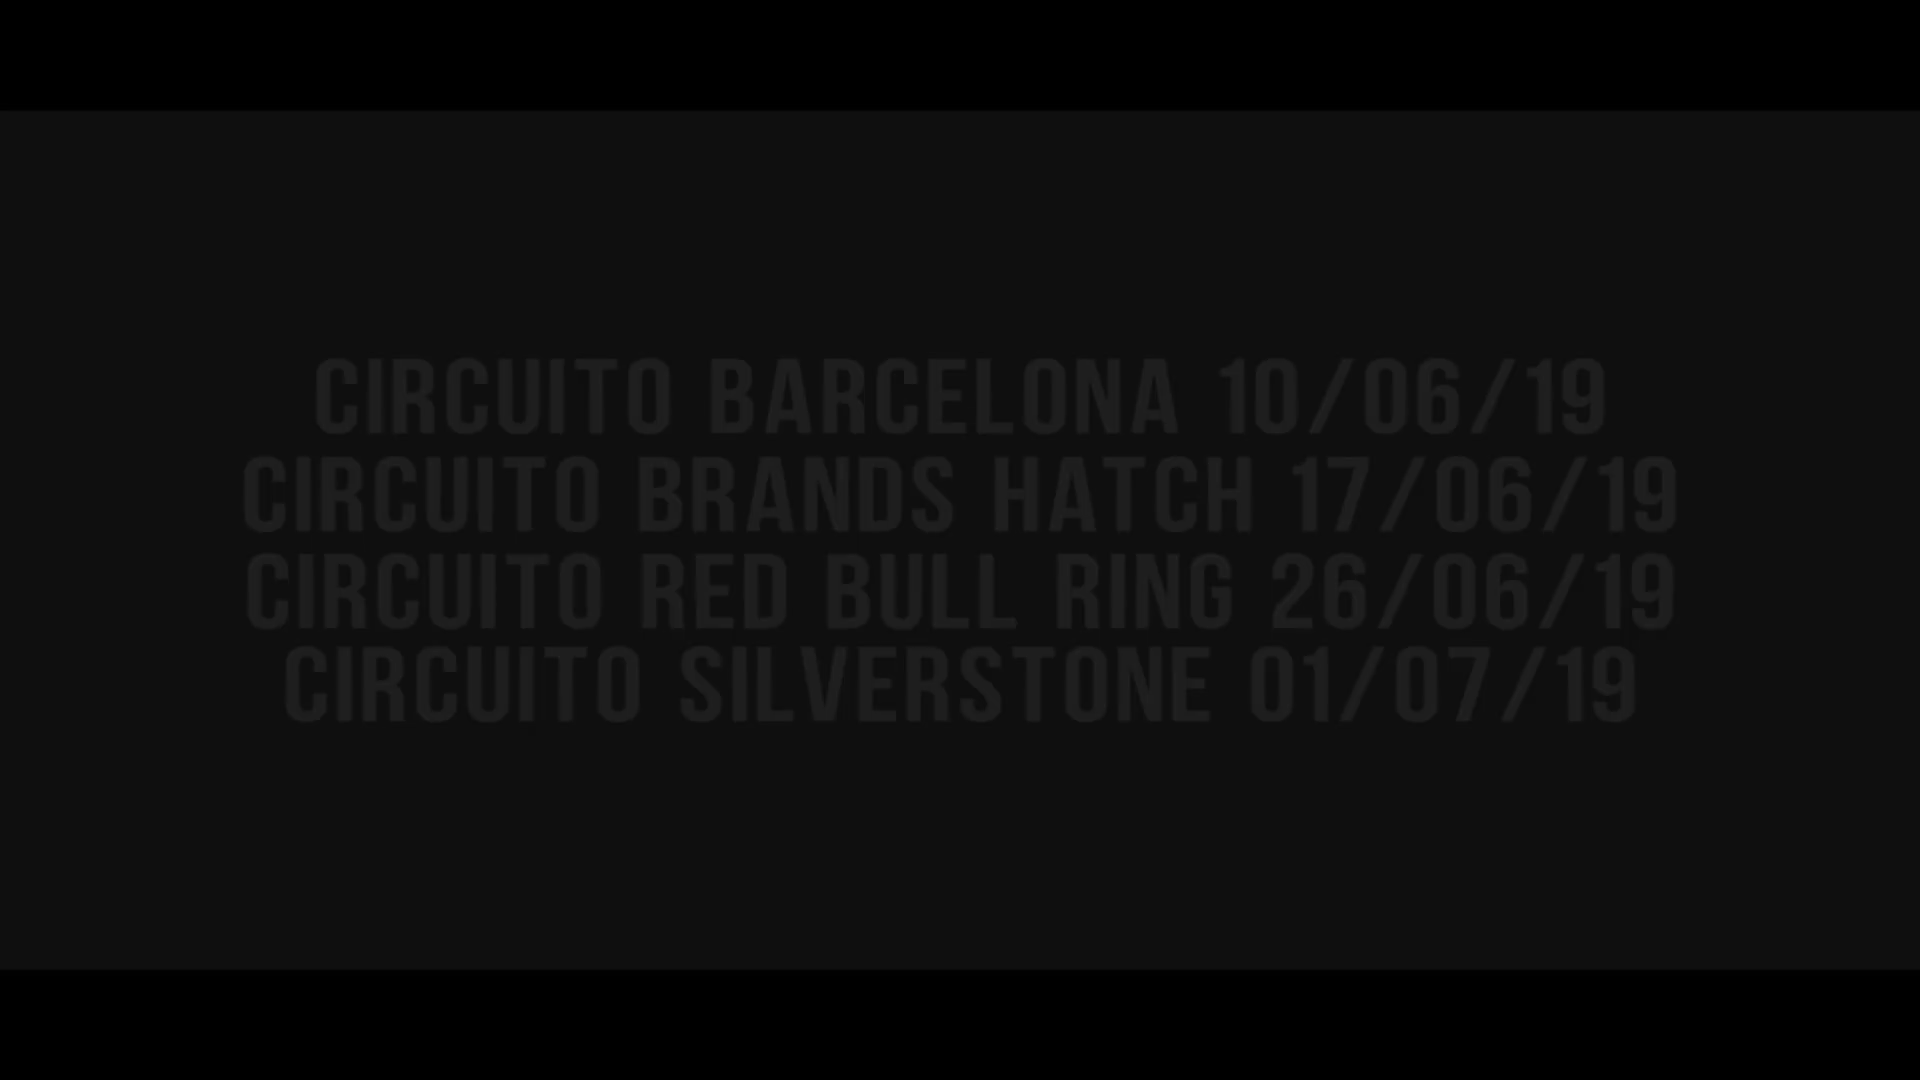 CIRCUITO BARCELONA 10/06/19
CIRCUITO BRANDS HATCH 17/06/19
CIRCUITO RED BULL RING 26/06/19
CIRCUITO SILVERSTONE 01/07/19